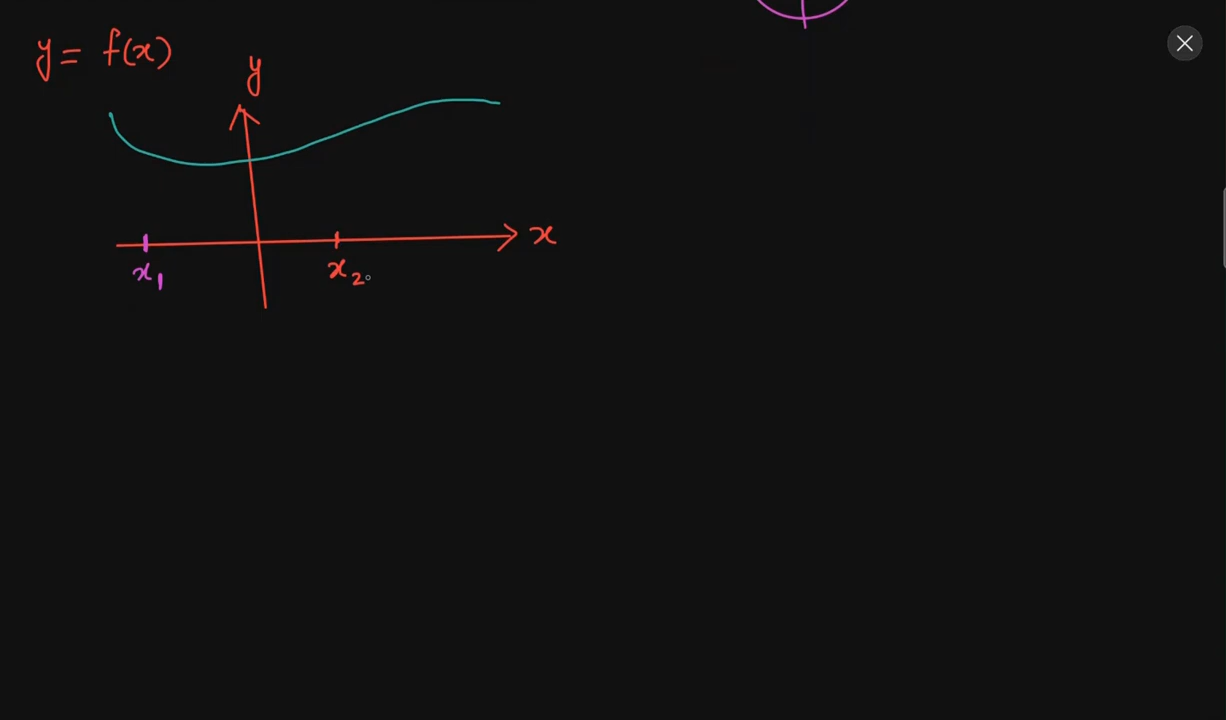 y = f(x)
y
x
x₁
x₂